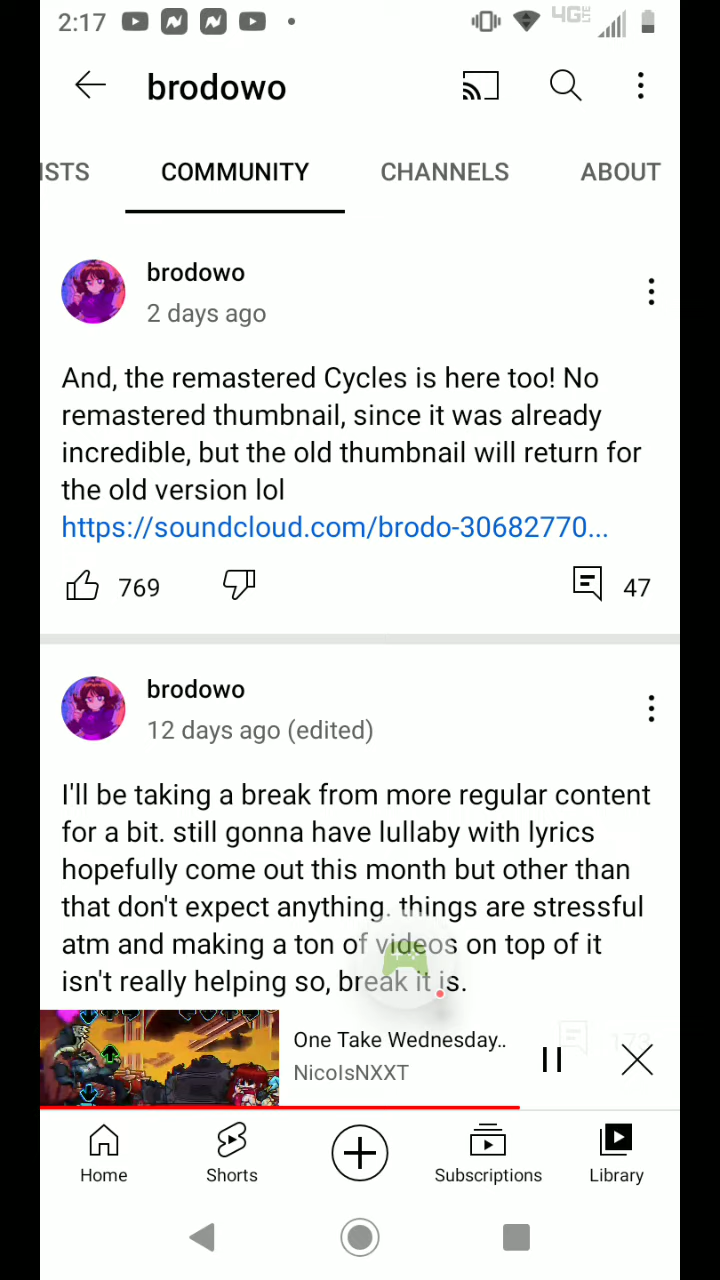 2:17
4GE
brodowo
ISTS
COMMUNITY
CHANNELS
ABOUT
brodowo
2 days ago
And, the remastered Cycles is here too! No
remastered thumbnail, since it was already
incredible, but the old thumbnail will return for
the old version lol
https://soundcloud.com/brodo-30682770...
769
47
brodowo
12 days ago (edited)
I'll be taking a break from more regular content
for a bit. still gonna have lullaby with lyrics
hopefully come out this month but other than
that don't expect anything. things are stressful
atm and making a ton of videos on top of it
isn't really helping so, break it is.
One Take Wednesday..
NicoIsNXXT
Home
Shorts
Subscriptions
Library